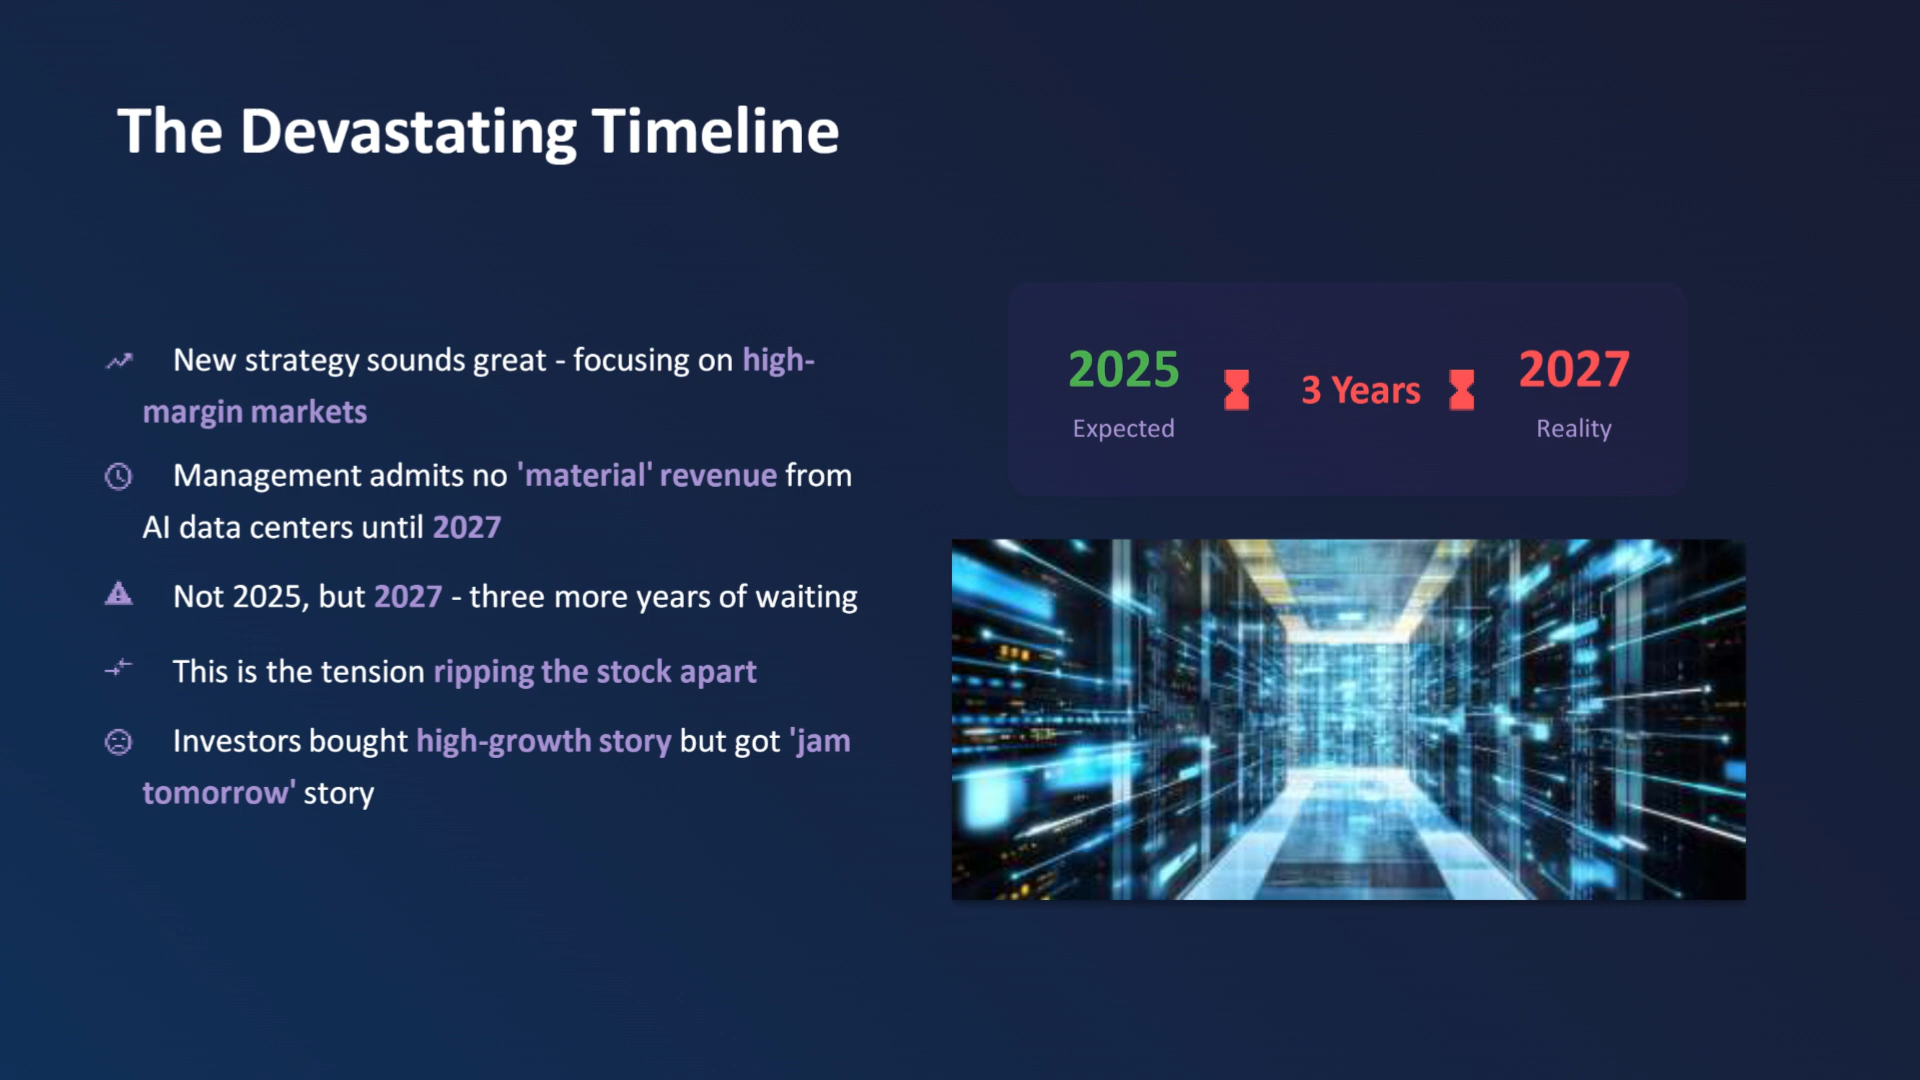 The Devastating Timeline
New strategy sounds great - focusing on high-
margin markets
Management admits no 'material' revenue from
AI data centers until 2027
Not 2025, but 2027 - three more years of waiting
This is the tension ripping the stock apart
Investors bought high-growth story but got 'jam
tomorrow' story
2025
Expected
3 Years
2027
Reality